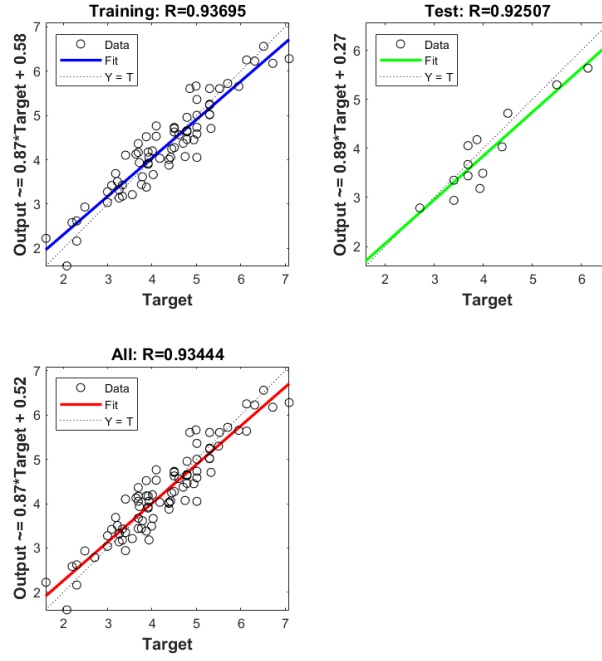 Training: R=0.93695
Output ~= 0.87*Target + 0.58
7
6
5
4
3
2
Data
Fit
Y = T
2
3
4
5
6
7
Target
Test: R=0.92507
Output ~= 0.89*Target + 0.27
6
5
4
3
2
Data
Fit
Y = T
2
3
4
5
6
Target
All: R=0.93444
Output ~= 0.87*Target + 0.52
7
6
5
4
3
2
Data
Fit
Y = T
2
3
4
5
6
7
Target